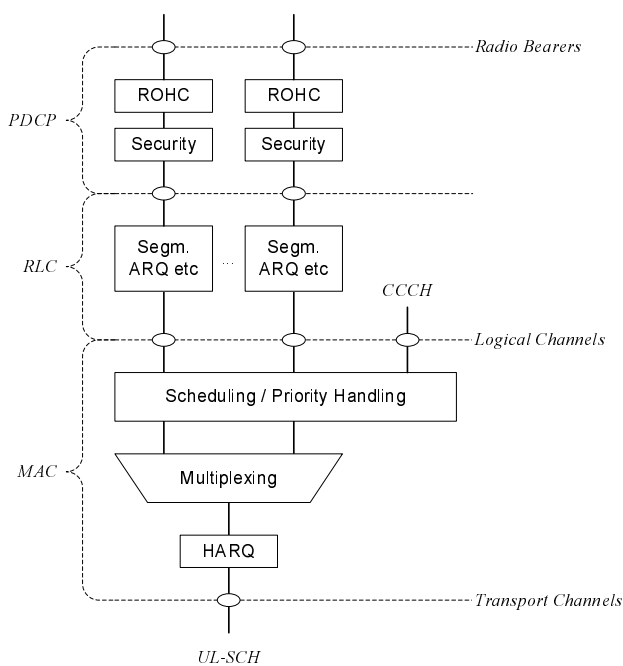 Radio Bearers
ROHC
ROHC
PDCP
Security
Security
Segm.
ARQ etc
...
Segm.
ARQ etc
RLC
CCCH
Logical Channels
Scheduling / Priority Handling
MAC
Multiplexing
HARQ
Transport Channels
UL-SCH